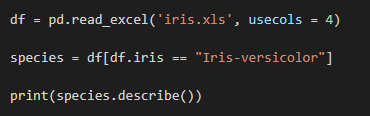 df = pd.read_excel('iris.xls', usecols = 4)
species = df[df.iris == "Iris-versicolor"]
print(species.describe())